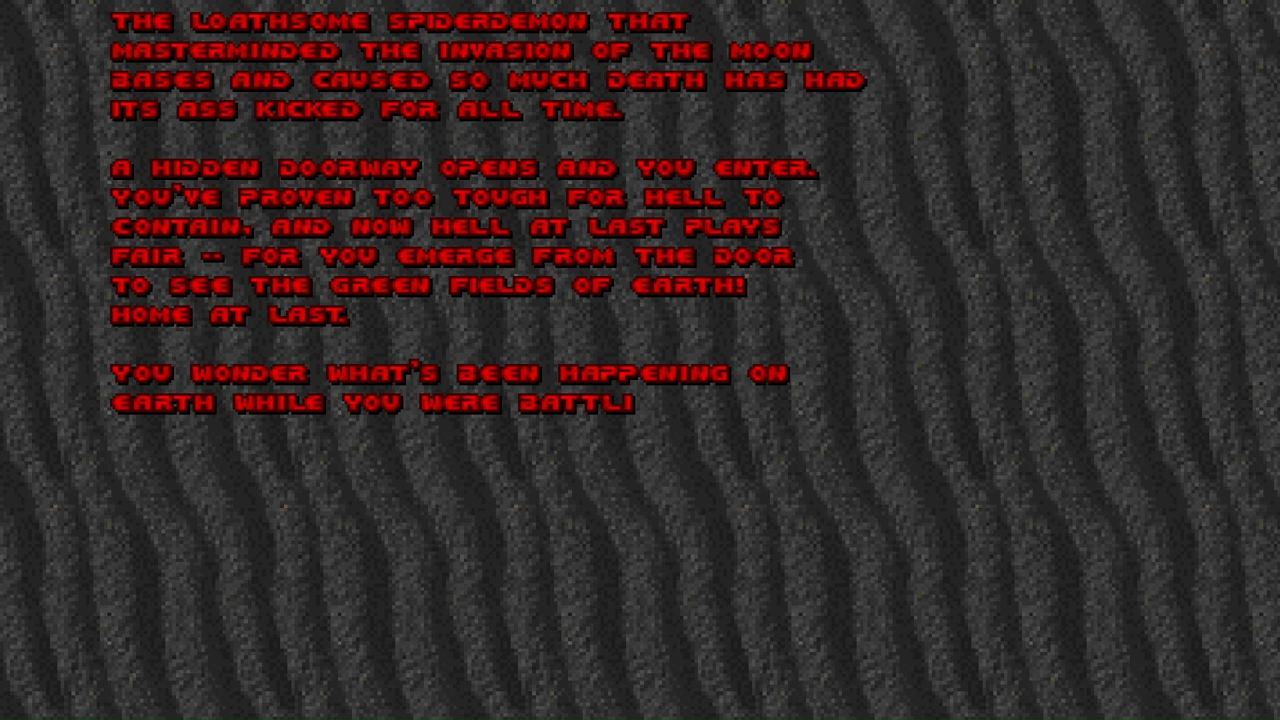 THE LOATHSOME SPIDERDEMON THAT
MASTERMINDED THE INVASION OF THE MOON
BASES AND CAUSED SO MUCH DEATH HAS HAD
ITS ASS KICKED FOR ALL TIME.
A HIDDEN DOORWAY OPENS AND YOU ENTER.
YOU'VE PROVEN TOO TOUGH FOR HELL TO
CONTAIN, AND NOW HELL AT LAST PLAYS
FAIR -- FOR YOU EMERGE FROM THE DOOR
TO SEE THE GREEN FIELDS OF EARTH!
HOME AT LAST.
YOU WONDER WHAT'S BEEN HAPPENING ON
EARTH WHILE YOU WERE BATTLI